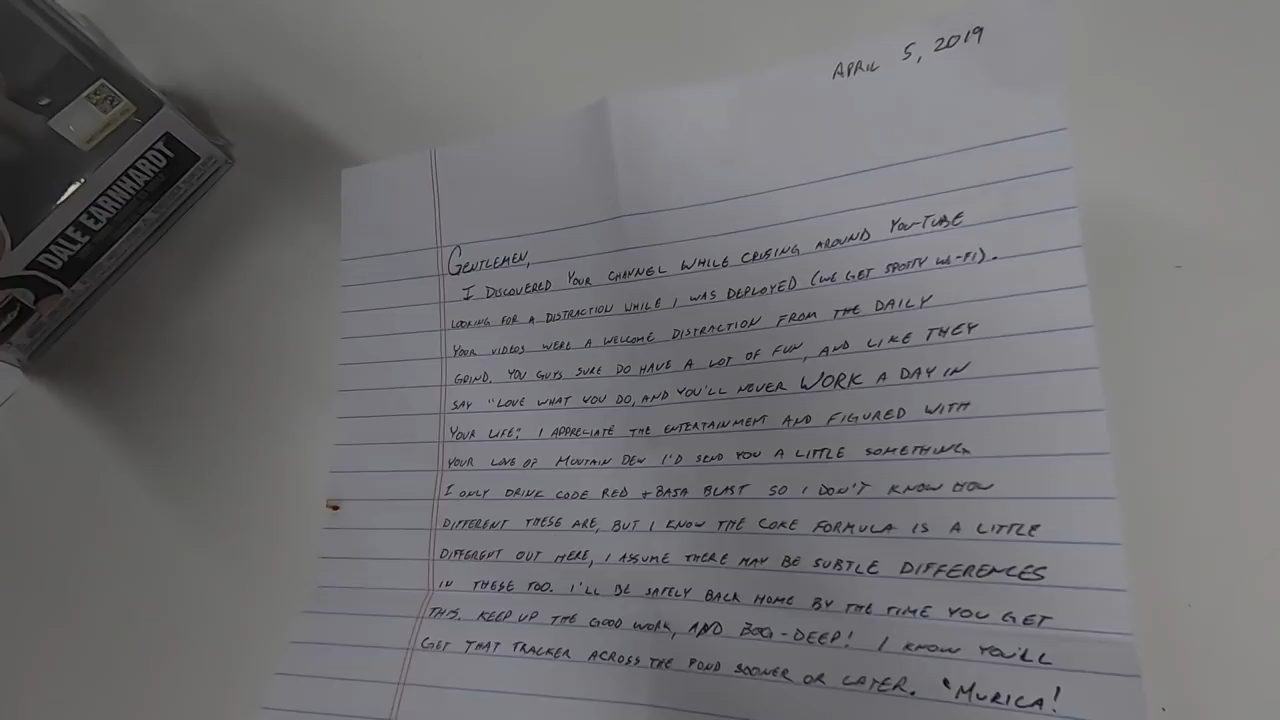 DALE EARNHARDT
APRIL 5, 2019
GENTLEMEN,
I DISCOVERED YOUR CHANNEL WHILE CRUSING AROUND YOU-TUBE
LOOKING FOR A DISTRACTION WHILE I WAS DEPLOYED (WE GET SPOTTY WI-FI).
YOUR VIDEOS WERE A WELCOME DISTRACTION FROM THE DAILY
GRIND. YOU GUYS SURE DO HAVE A LOT OF FUN, AND LIKE THEY
SAY "LOVE WHAT YOU DO, AND YOU'LL NEVER WORK A DAY IN
YOUR LIFE". I APPRECIATE THE ENTERTAINMENT AND FIGURED WITH
YOUR LOVE OF MOUTAIN DEW I'D SEND YOU A LITTLE SOMETHING
I ONLY DRINK CODE RED + BAJA BLAST SO I DON'T KNOW HOW
DIFFERENT THESE ARE, BUT I KNOW THE COKE FORMULA IS A LITTLE
DIFFERENT OUT HERE, I ASSUME THERE MAY BE SUBTLE DIFFERENCES
IN THESE TOO. I'LL BE SAFELY BACK HOME BY THE TIME YOU GET
THIS. KEEP UP THE GOOD WORK, AND BOG-DEEP! I KNOW YOU'LL
GET THAT TRACKER ACROSS THE POND SOONER OR LATER. 'MURICA!